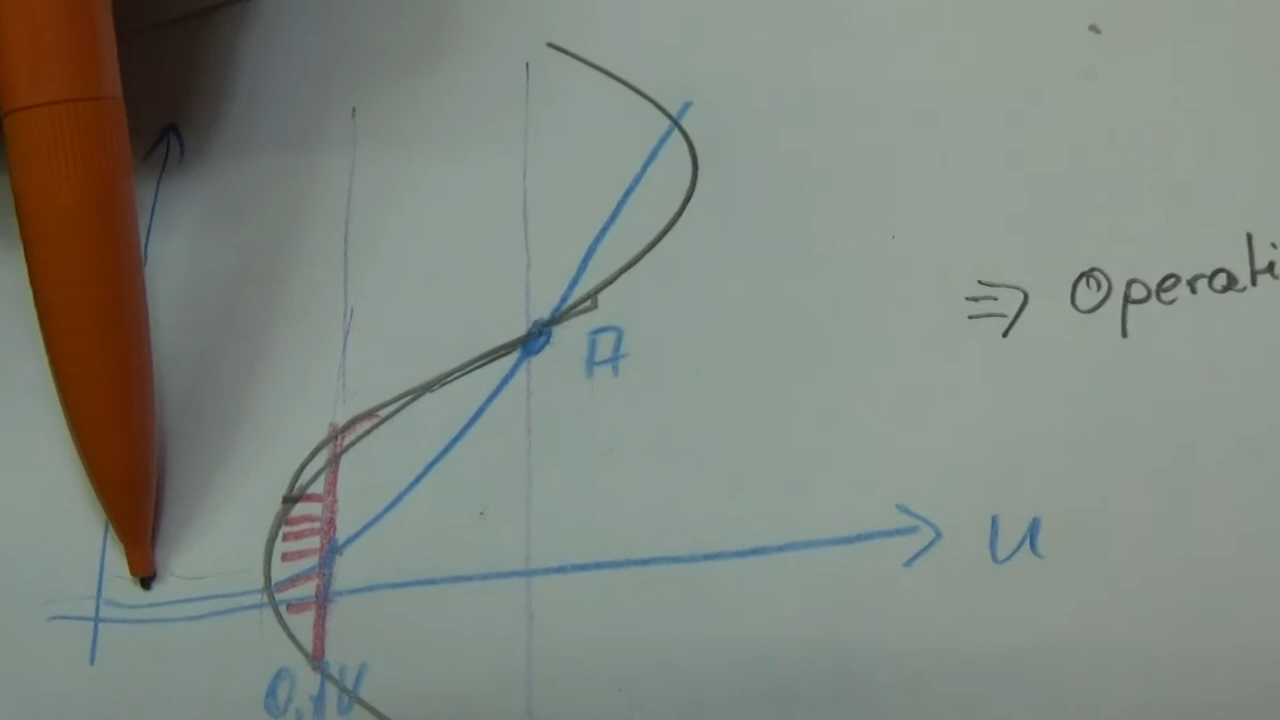 ⇒ Operati
A
U